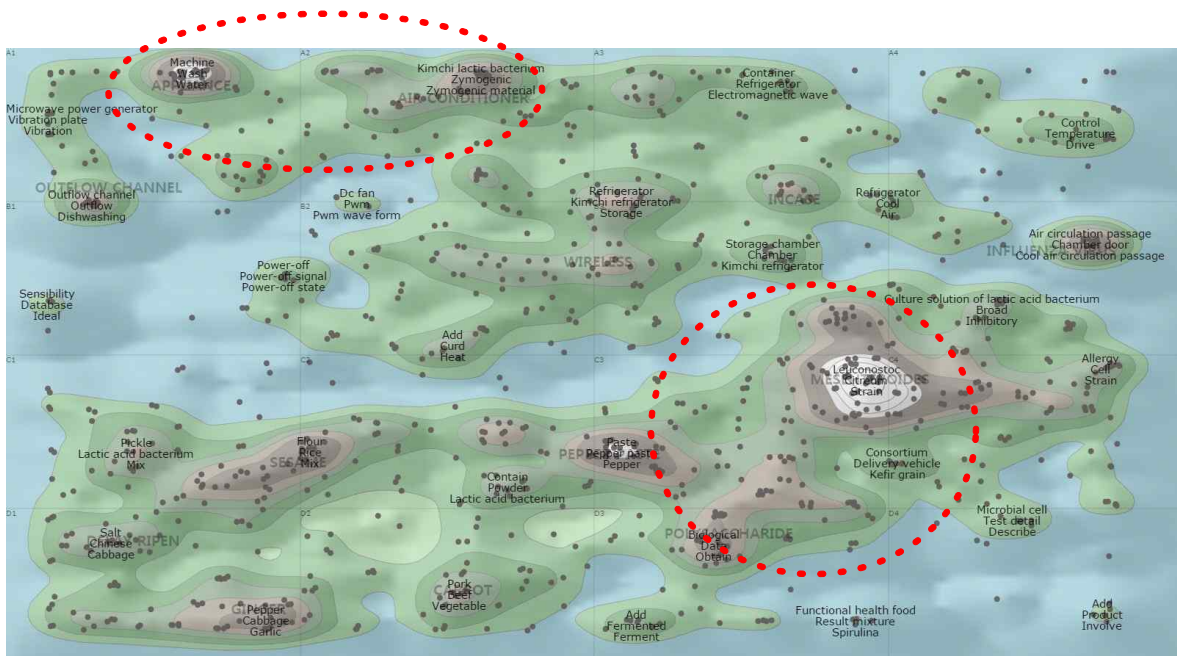 A1
A2
A3
A4
Machine
Wash
Water
APPLIANCE
Kimchi lactic bacterium
Zymogenic
Zymogenic material
AIR-CONDITIONER
Container
Refrigerator
Electromagnetic wave
Microwave power generator
Vibration plate
Vibration
Control
Temperature
Drive
OUTFLOW CHANNEL
Outflow channel
Outflow
Dishwashing
B1
B2
Dc fan
Pwm
Pwm wave form
Refrigerator
Kimchi refrigerator
Storage
INCASE
Refrigerator
Cool
Air
Air circulation passage
Chamber door
Cool air circulation passage
Storage chamber
Chamber
Kimchi refrigerator
WIRELESS
Power-off
Power-off signal
Power-off state
Sensibility
Database
Ideal
Culture solution of lactic acid bacterium
Broad
Inhibitory
Add
Curd
Heat
C1
C2
C3
C4
Leuconostoc
Citreum
Strain
Allergy
Cell
Strain
Pickle
Lactic acid bacterium
Mix
Flour
Rice
Mix
SESAME
Paste
Pepper paste
Pepper
Consortium
Delivery vehicle
Kefir grain
Contain
Powder
Lactic acid bacterium
D1
D2
D3
D4
Microbial cell
Test detail
Describe
Salt
Chinese
Cabbage
RIPEN
POLYSACCHARIDE
Biological
Data
Obtain
Pork
Beef
Vegetable
Pepper
Cabbage
Garlic
Add
Fermented
Ferment
Functional health food
Result mixture
Spirulina
Add
Product
Involve